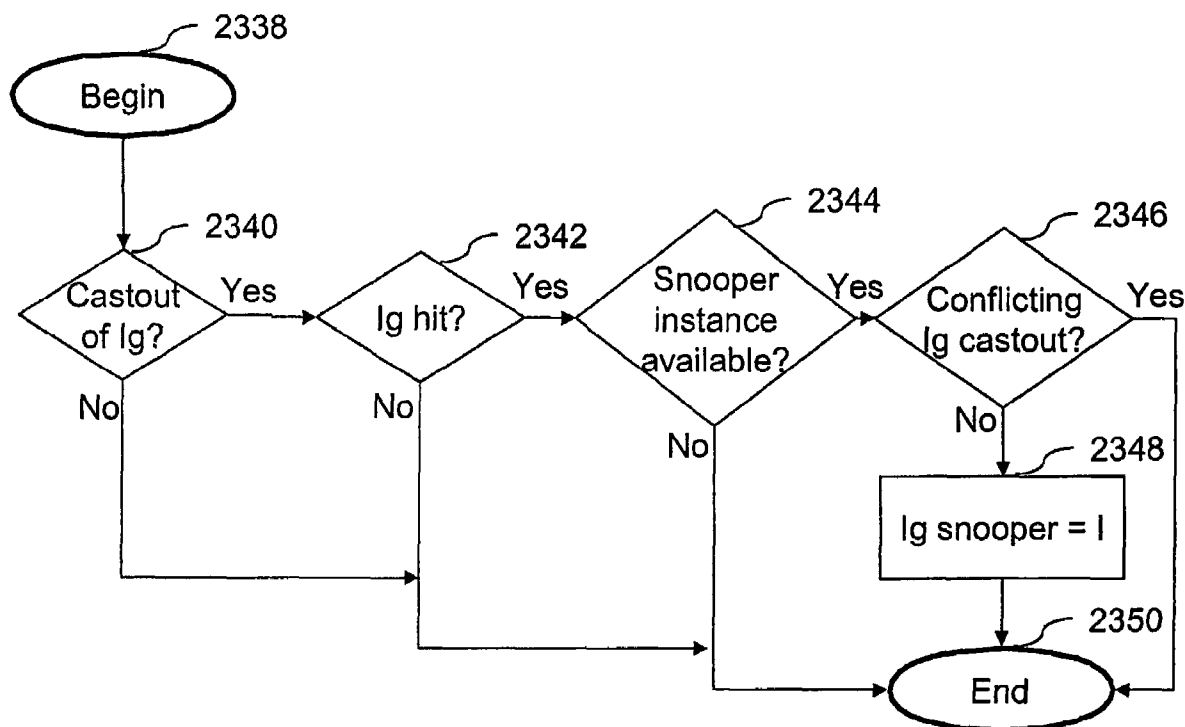 2338
Begin
2340
2342
2344
2346
Castout
of Ig?
Yes
Ig hit?
Yes
Snooper
instance
available?
Yes
Conflicting
Ig castout?
Yes
No
No
No
No
2348
Ig snooper = I
2350
End